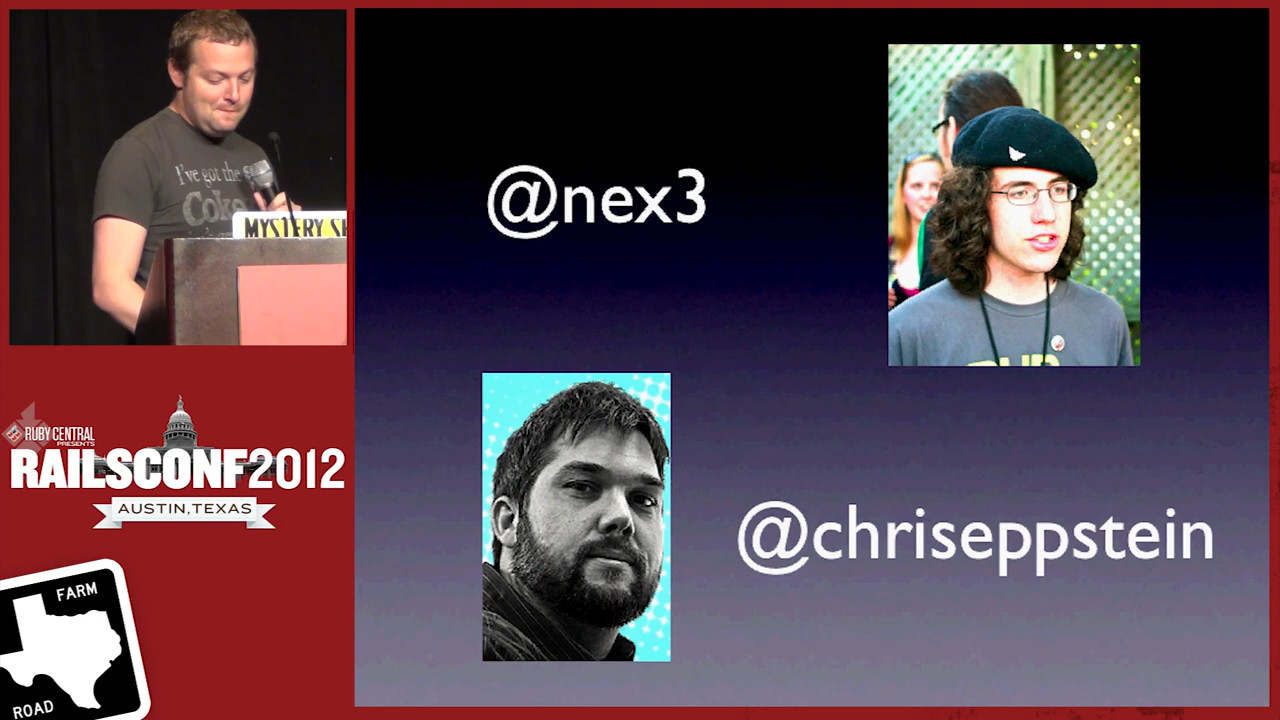 I've got the
Coke
MYSTERY
@nex3
@chriseppstein
RUBY CENTRAL
PRESENTS
RAILSCONF2012
AUSTIN, TEXAS
FARM
ROAD